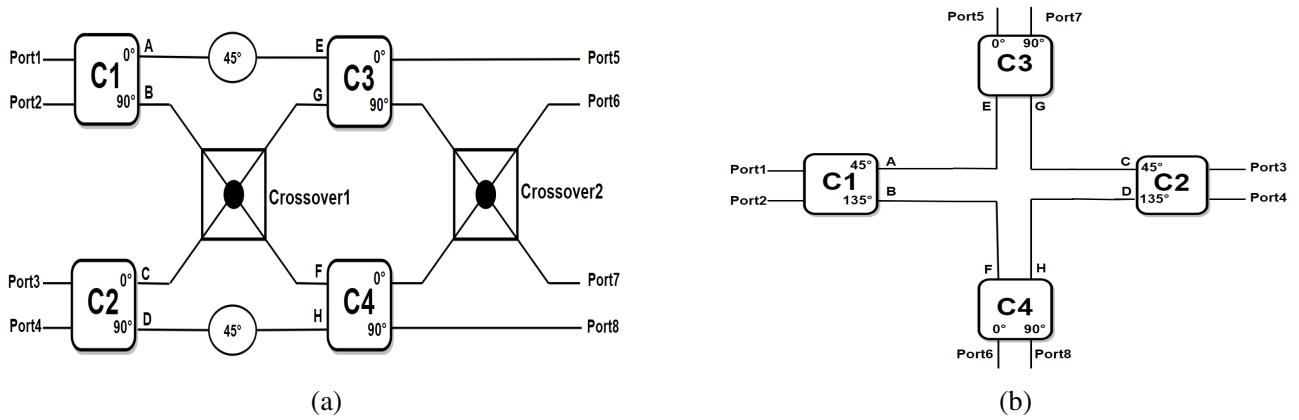 Port1
Port2
Port3
Port4
C1
0°
90°
A
B
45°
E
G
C3
0°
90°
Port5
Port6
Crossover1
Crossover2
C2
0°
90°
C
D
45°
F
H
C4
0°
90°
Port7
Port8
(a)
Port5
Port7
0°
90°
C3
E
G
Port1
Port2
C1
45°
135°
A
B
C
D
45°
135°
C2
Port3
Port4
F
H
C4
0°
90°
Port6
Port8
(b)